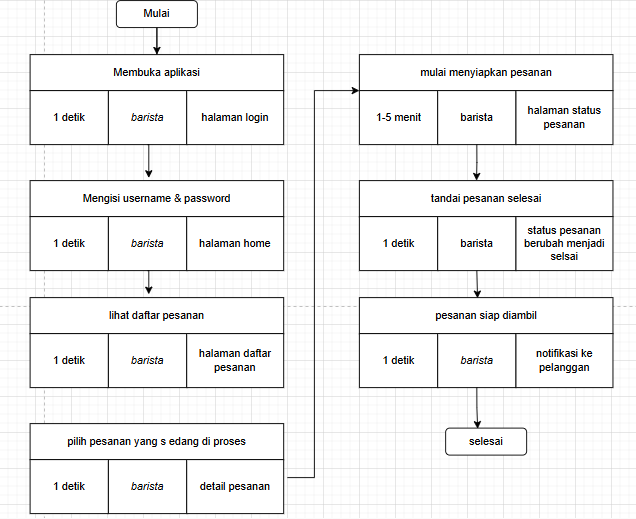 Mulai
Membuka aplikasi
1 detik
barista
halaman login
Mengisi username & password
1 detik
barista
halaman home
lihat daftar pesanan
1 detik
barista
halaman daftar
pesanan
pilih pesanan yang s edang di proses
1 detik
barista
detail pesanan
mulai menyiapkan pesanan
1-5 menit
barista
halaman status
pesanan
tandai pesanan selesai
1 detik
barista
status pesanan
berubah menjadi
selsai
pesanan siap diambil
1 detik
barista
notifikasi ke
pelanggan
selesai